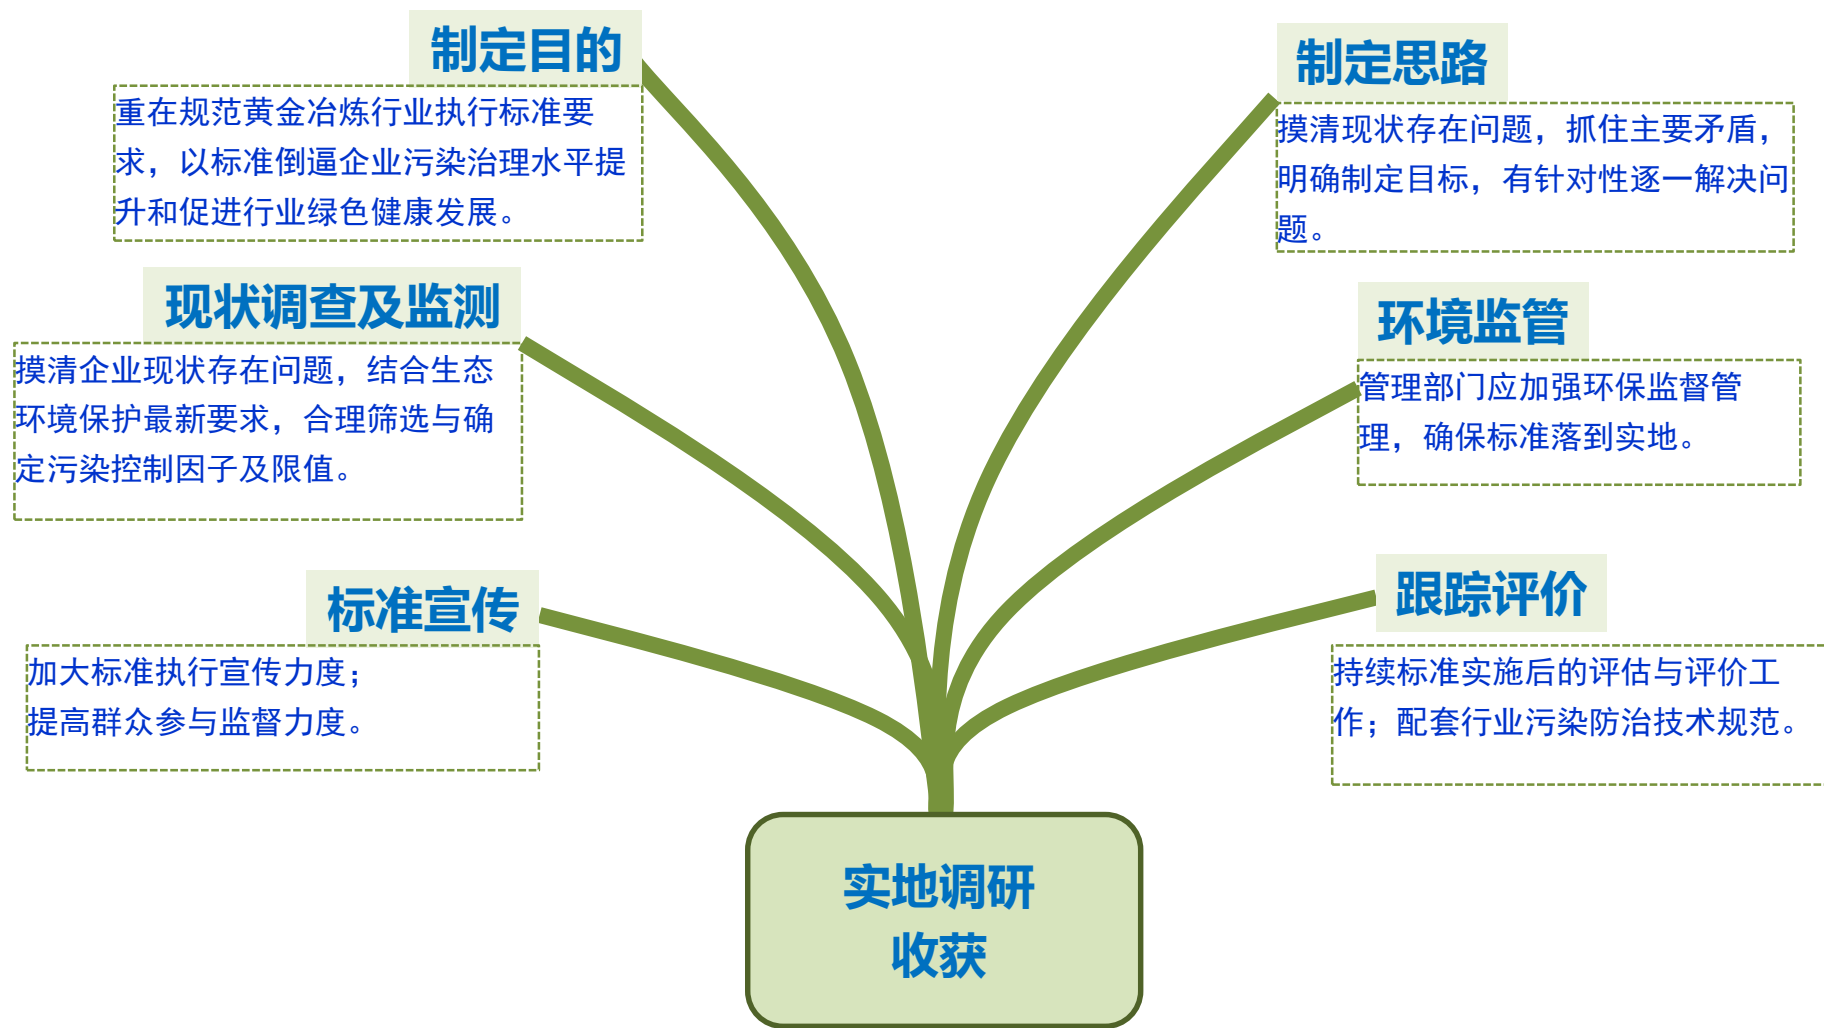 制定目的
重在规范黄金冶炼行业执行标准要
求，以标准倒逼企业污染治理水平提
升和促进行业绿色健康发展。
制定思路
摸清现状存在问题，抓住主要矛盾，
明确制定目标，有针对性逐一解决问
题。
现状调查及监测
摸清企业现状存在问题，结合生态
环境保护最新要求，合理筛选与确
定污染控制因子及限值。
环境监管
管理部门应加强环保监督管
理，确保标准落到实地。
标准宣传
加大标准执行宣传力度；
提高群众参与监督力度。
跟踪评价
持续标准实施后的评估与评价工
作；配套行业污染防治技术规范。
实地调研
收获